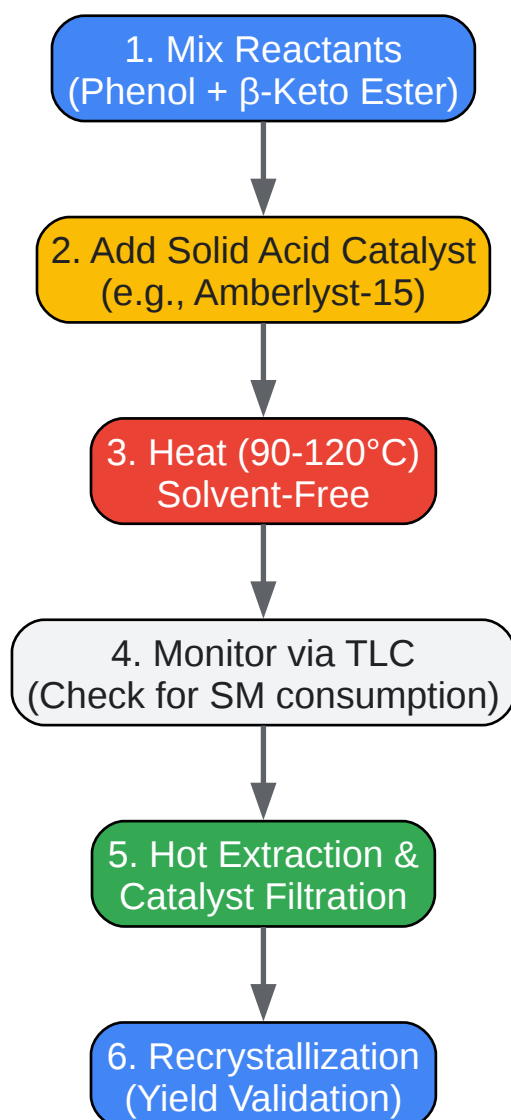 1. Mix Reactants
(Phenol + β-Keto Ester)
2. Add Solid Acid Catalyst
(e.g., Amberlyst-15)
3. Heat (90-120°C)
Solvent-Free
4. Monitor via TLC
(Check for SM consumption)
5. Hot Extraction &
Catalyst Filtration
6. Recrystallization
(Yield Validation)